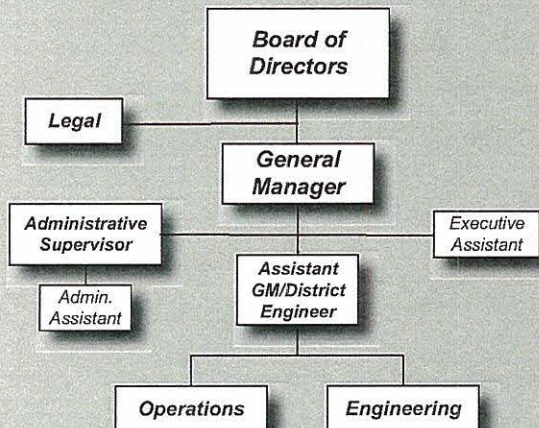 Board of
Directors
Legal
General
Manager
Administrative
Supervisor
Executive
Assistant
Admin.
Assistant
Assistant
GM/District
Engineer
Operations
Engineering